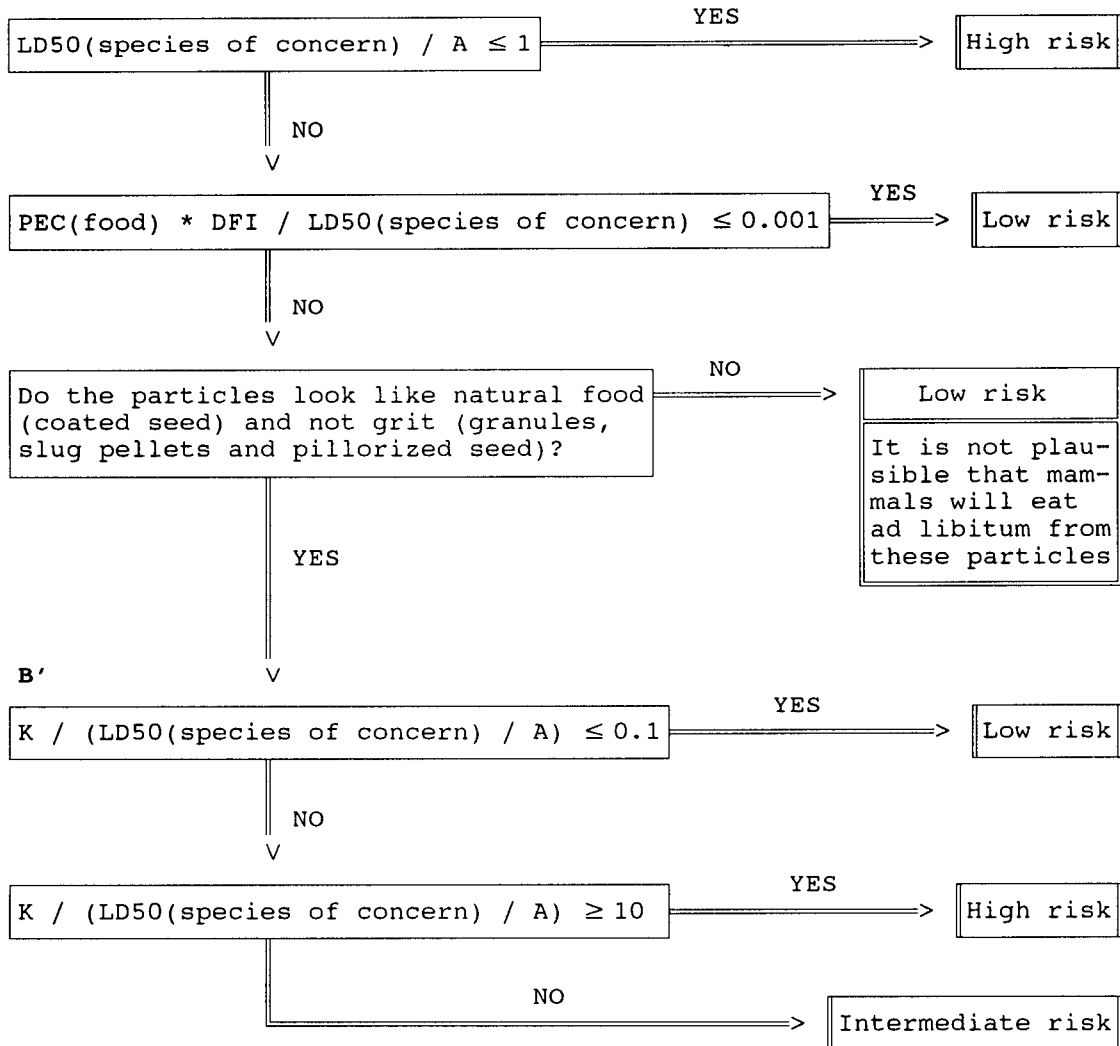 YES
LD50(species of concern) / A ≤ 1
High risk
NO
YES
PEC(food) * DFI / LD50(species of concern) ≤ 0.001
Low risk
NO
NO
Do the particles look like natural food
(coated seed) and not grit (granules,
slug pellets and pillorized seed)?
Low risk
It is not plau-
sible that mam-
mals will eat
ad libitum from
these particles
YES
B'
YES
K / (LD50(species of concern) / A) ≤ 0.1
Low risk
NO
YES
K / (LD50(species of concern) / A) ≥ 10
High risk
NO
Intermediate risk